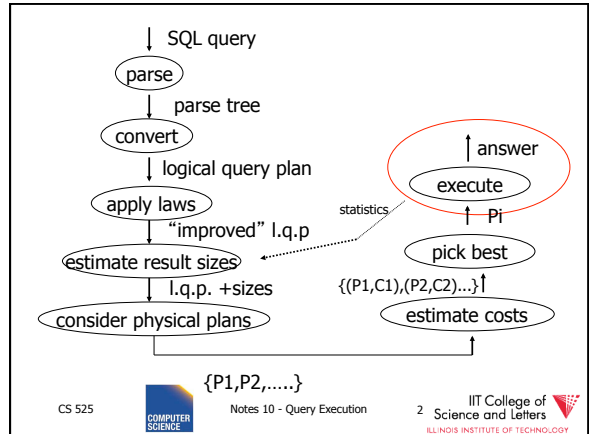 SQL query
parse
parse tree
convert
logical query plan
apply laws
"improved" l.q.p
estimate result sizes
l.q.p. +sizes
consider physical plans
{P1,P2,.....}
estimate costs
{(P1,C1),(P2,C2)...}
pick best
Pi
execute
answer
statistics
CS 525
COMPUTER
SCIENCE
Notes 10 - Query Execution
2
IIT College of
Science and Letters
ILLINOIS INSTITUTE OF TECHNOLOGY